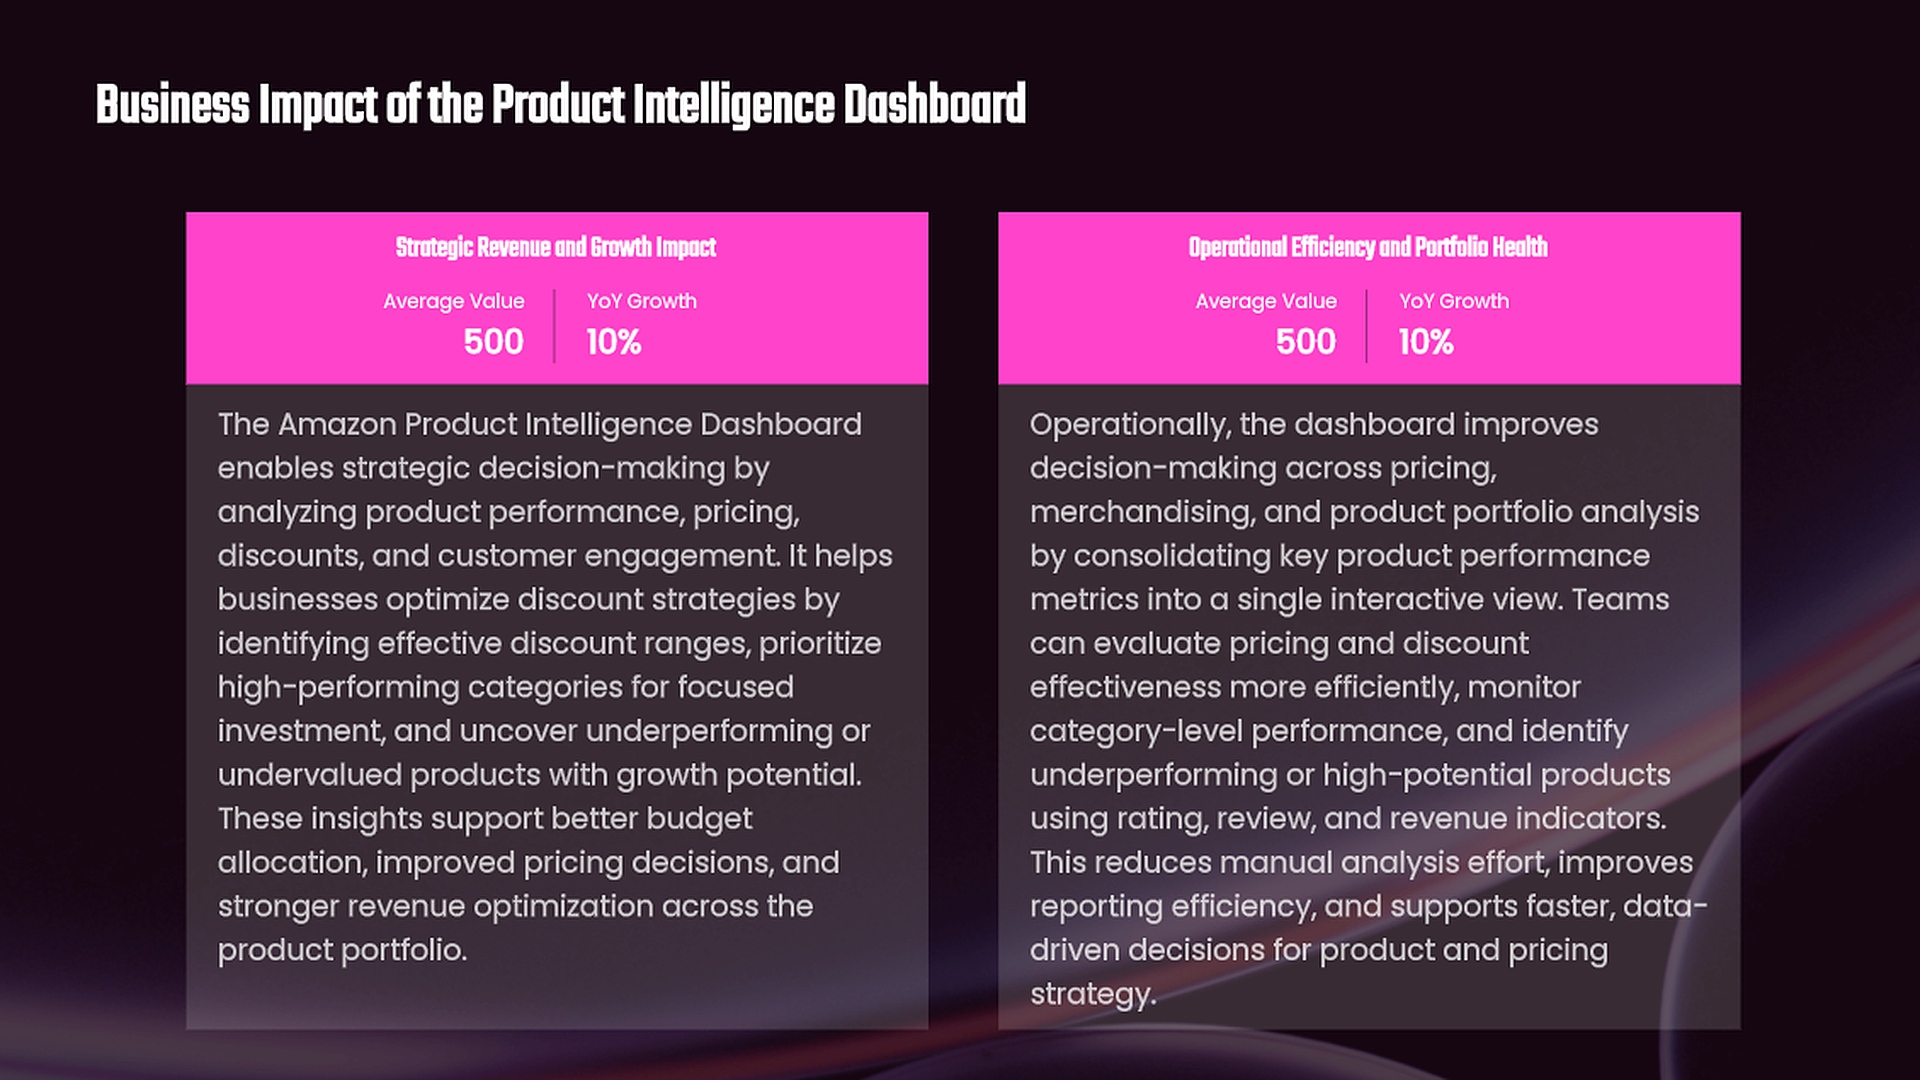 Business Impact of the Product Intelligence Dashboard
Strategic Revenue and Growth Impact
Average Value
YoY Growth
500
10%
The Amazon Product Intelligence Dashboard
enables strategic decision-making by
analyzing product performance, pricing,
discounts, and customer engagement. It helps
businesses optimize discount strategies by
identifying effective discount ranges, prioritize
high-performing categories for focused
investment, and uncover underperforming or
undervalued products with growth potential.
These insights support better budget
allocation, improved pricing decisions, and
stronger revenue optimization across the
product portfolio.
Operational Efficiency and Portfolio Health
Average Value
YoY Growth
500
10%
Operationally, the dashboard improves
decision-making across pricing,
merchandising, and product portfolio analysis
by consolidating key product performance
metrics into a single interactive view. Teams
can evaluate pricing and discount
effectiveness more efficiently, monitor
category-level performance, and identify
underperforming or high-potential products
using rating, review, and revenue indicators.
This reduces manual analysis effort, improves
reporting efficiency, and supports faster, data-
driven decisions for product and pricing
strategy.